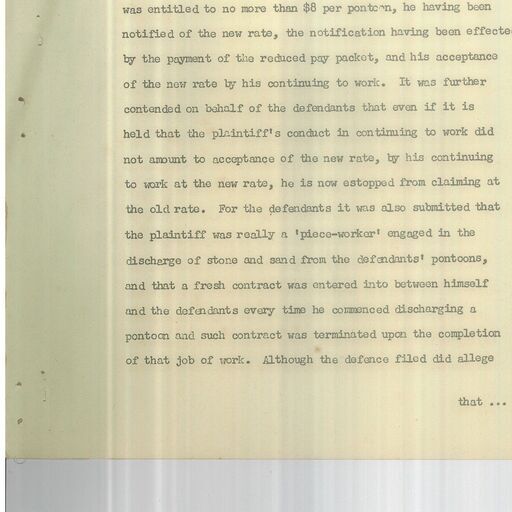 was entitled to no more than $8 per pontoon, he having been
notified of the new rate, the notification having been effecte
by the payment of the reduced pay packet, and his acceptance
of the new rate by his continuing to work. It was further
contended on behalf of the defendants that even if it is
held that the plaintiff's conduct in continuing to work did
not amount to acceptance of the new rate, by his continuing
to work at the new rate, he is now estopped from claiming at
the old rate. For the defendants it was also submitted that
the plaintiff was really a 'piece-worker' engaged in the
discharge of stone and sand from the defendants' pontoons,
and that a fresh contract was entered into between himself
and the defendants every time he commenced discharging a
pontoon and such contract was terminated upon the completion
of that job of work. Although the defence filed did allege
that ...